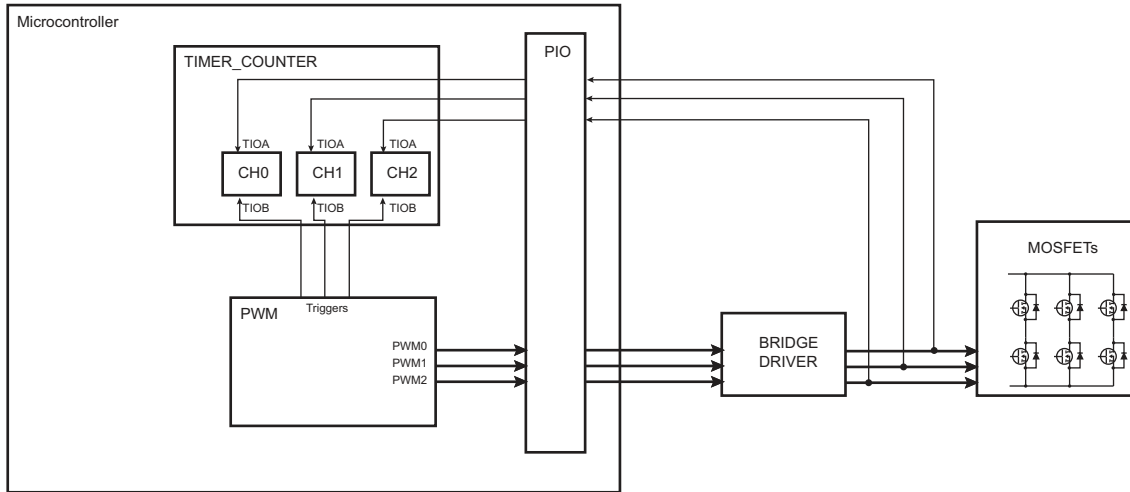 Microcontroller
PIO
TIMER_COUNTER
TIOA
TIOA
TIOA
CH0
CH1
CH2
TIOB
TIOB
TIOB
MOSFETs
Triggers
PWM
BRIDGE
DRIVER
PWM0
PWM1
PWM2